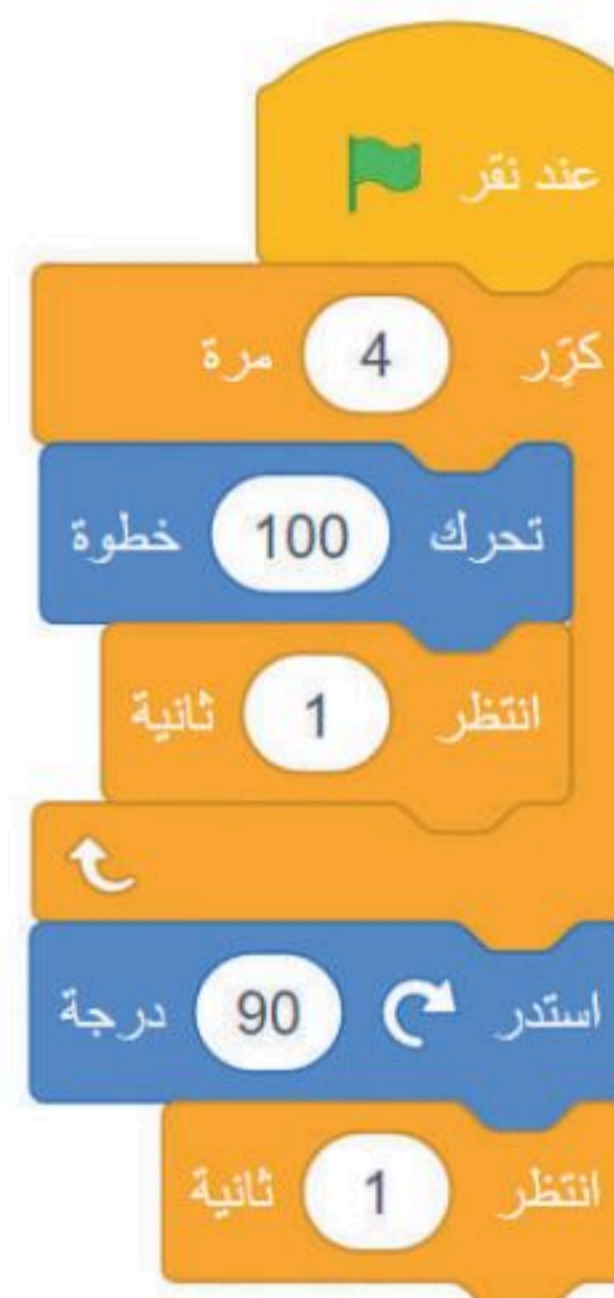 عند نقر
كرّر 4 مرة
تحرك 100 خطوة
انتظر 1 ثانية
استدر 90 درجة
انتظر 1 ثانية